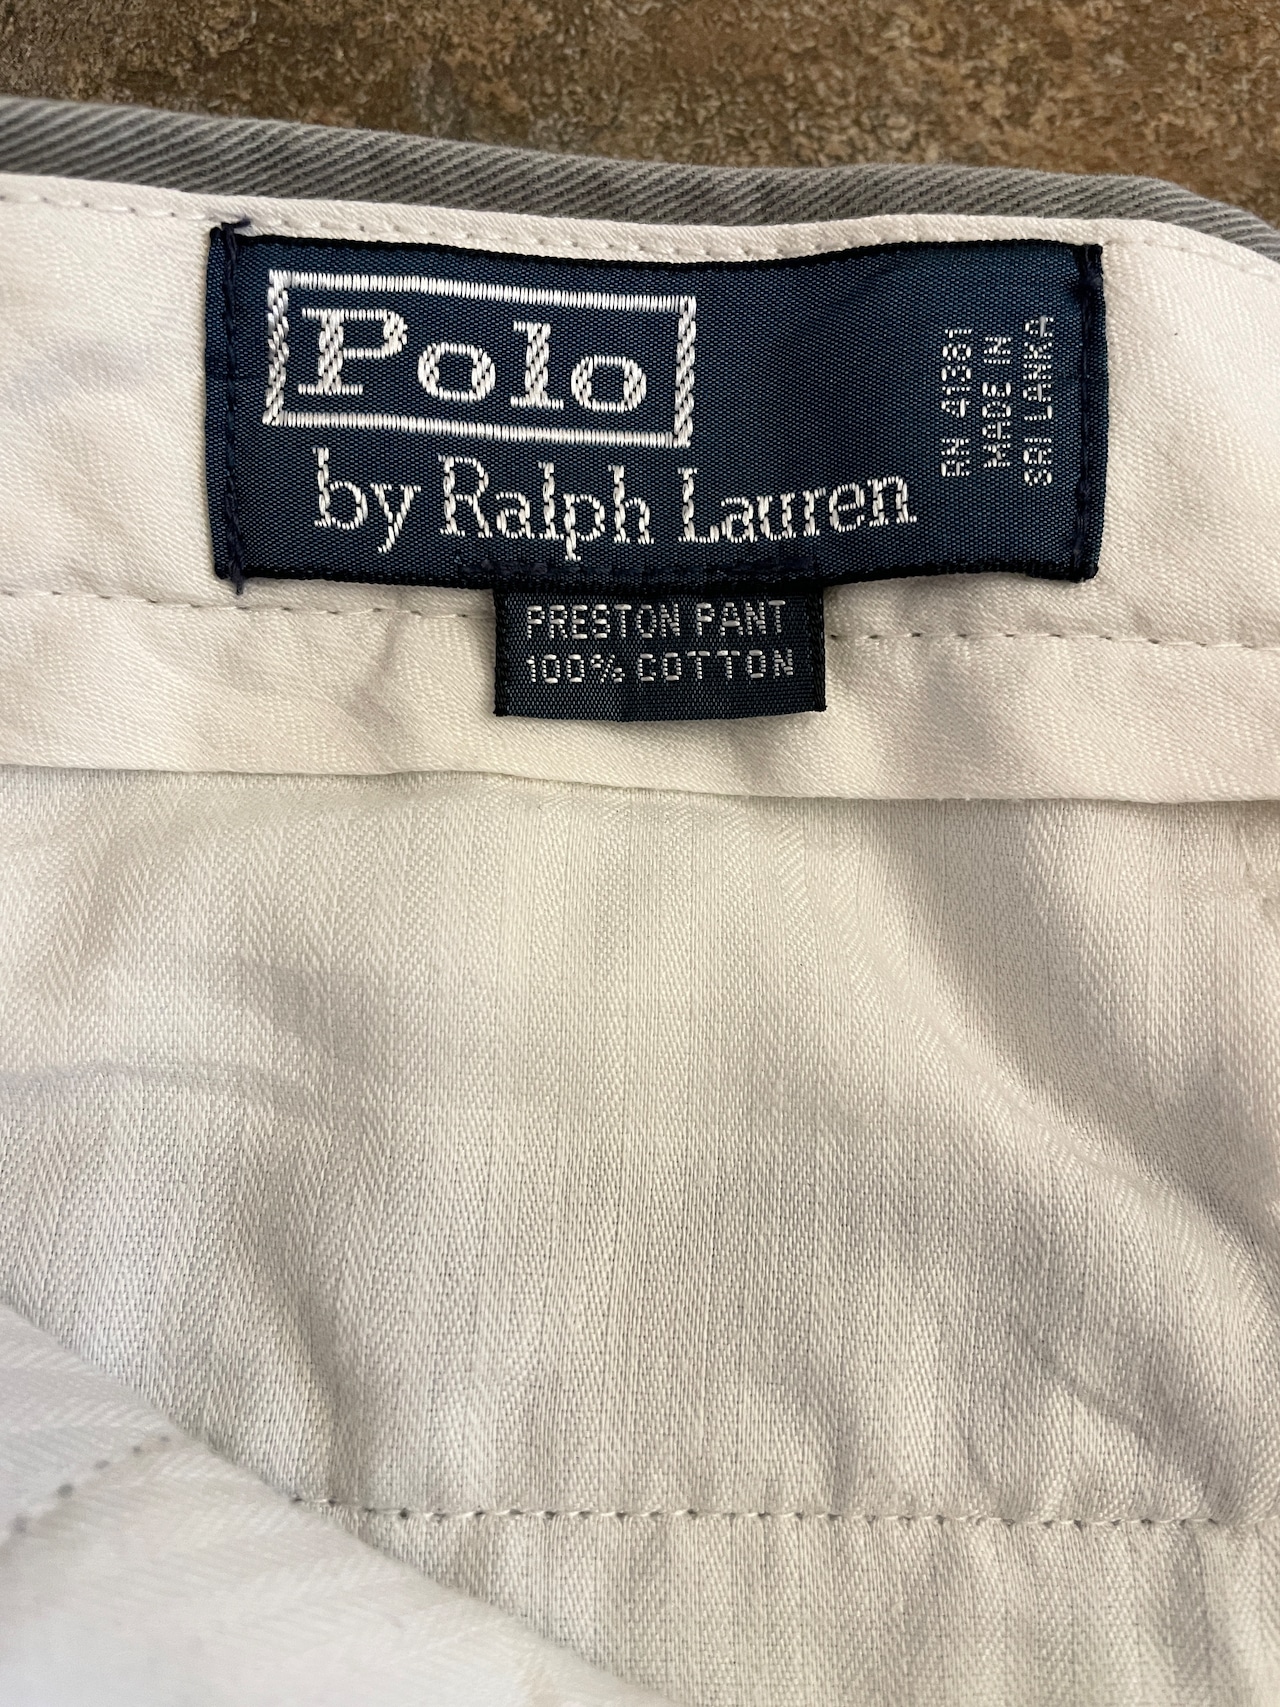 Polo
by Ralph Lauren
RN 41381
MADE IN
SRI LANKA
PRESTON PANT
100% COTTON